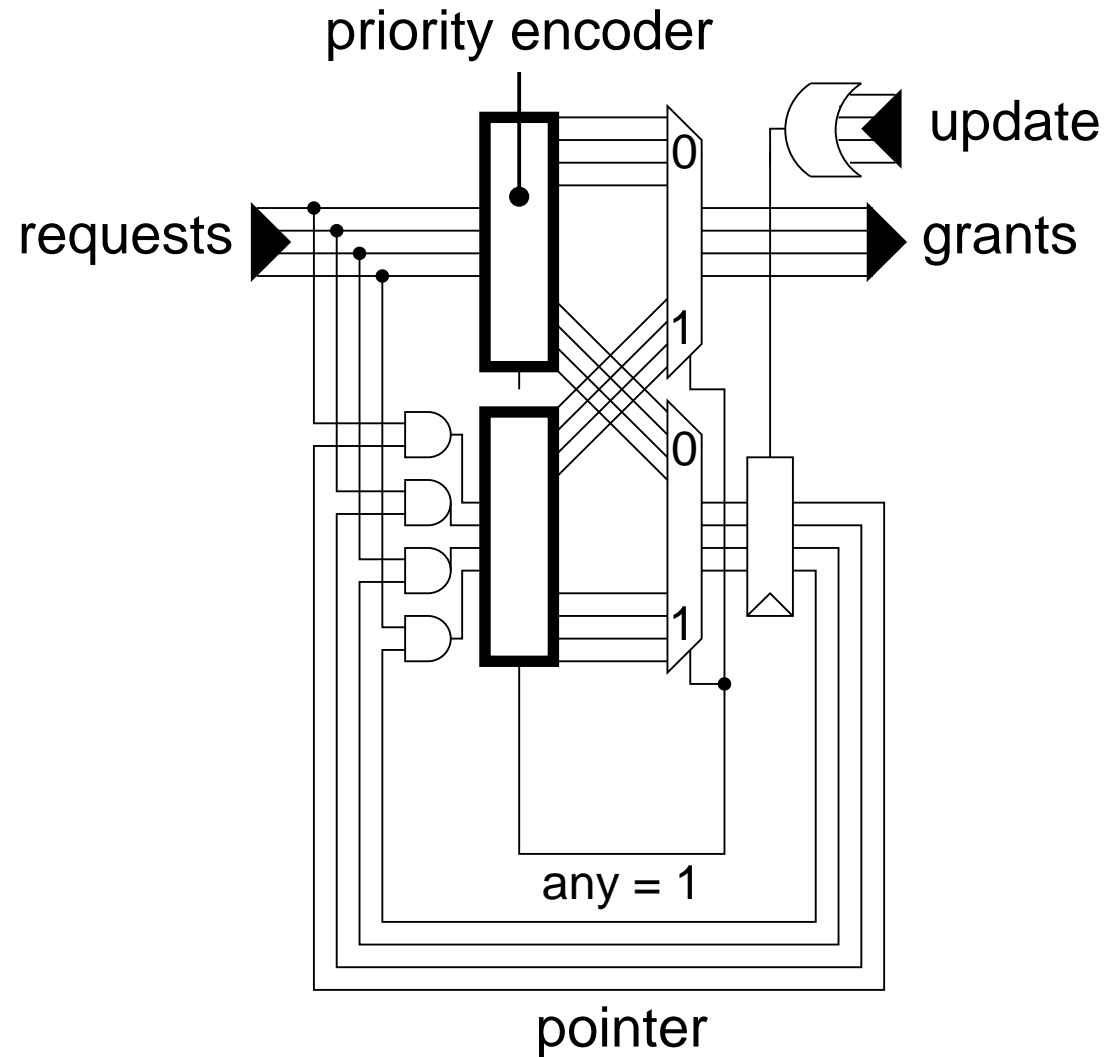 priority encoder
update
0
requests
grants
1
0
1
any = 1
pointer